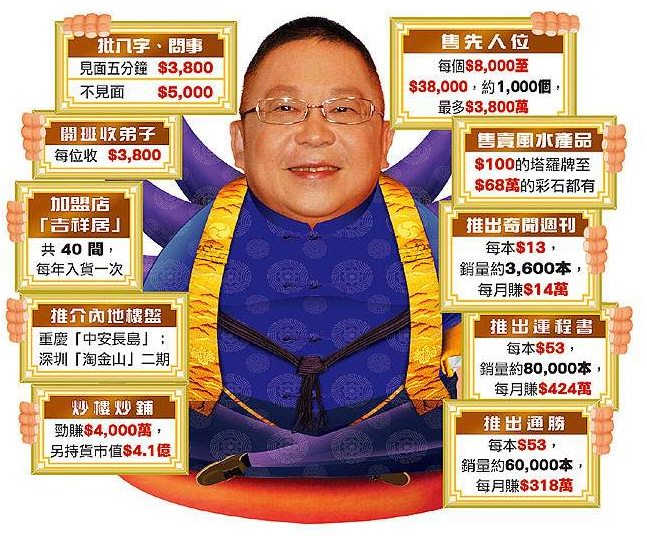 批八字、問事
見面五分鐘 $3,800
不見面 $5,000
開班收弟子
每位收 $3,800
加盟店
「吉祥居」
共 40 間，
每年入貨一次
推介內地樓盤
重慶「中安長島」；
深圳「淘金山」二期
炒樓炒鋪
勁賺$4,000萬，
另持貨市值$4.1億
售先人位
每個$8,000至
$38,000，約1,000個，
最多$3,800萬
售賣風水產品
$100的塔羅牌至
$68萬的彩石都有
推出奇聞週刊
每本$13，
銷量約3,600本，
每月賺$14萬
推出運程書
每本$53，
銷量約80,000本，
每月賺$424萬
推出通勝
每本$53，
銷量約60,000本，
每月賺$318萬